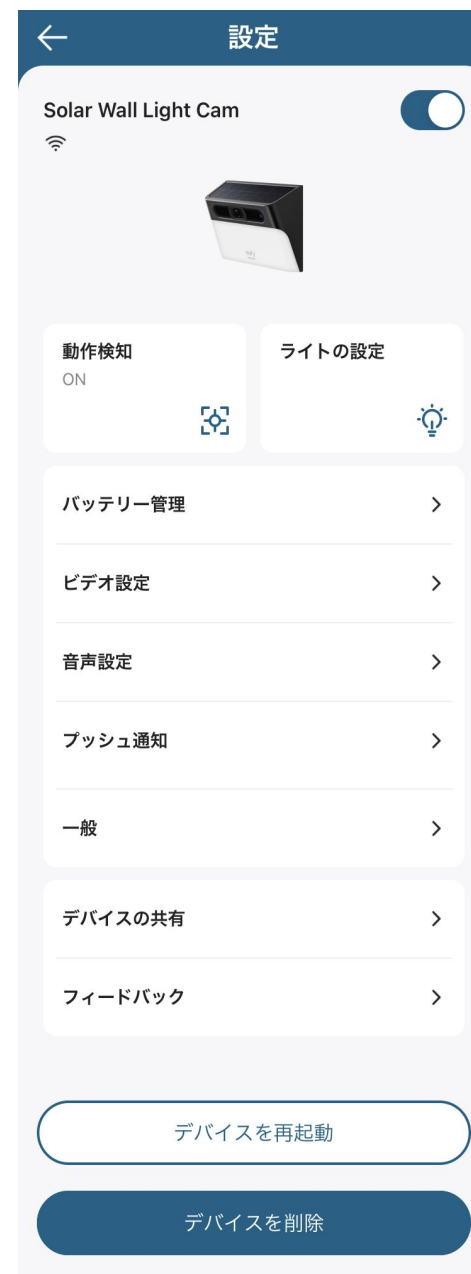 設定
Solar Wall Light Cam
動作検知
ON
ライトの設定
バッテリー管理
ビデオ設定
音声設定
プッシュ通知
一般
デバイスの共有
フィードバック
デバイスを再起動
デバイスを削除